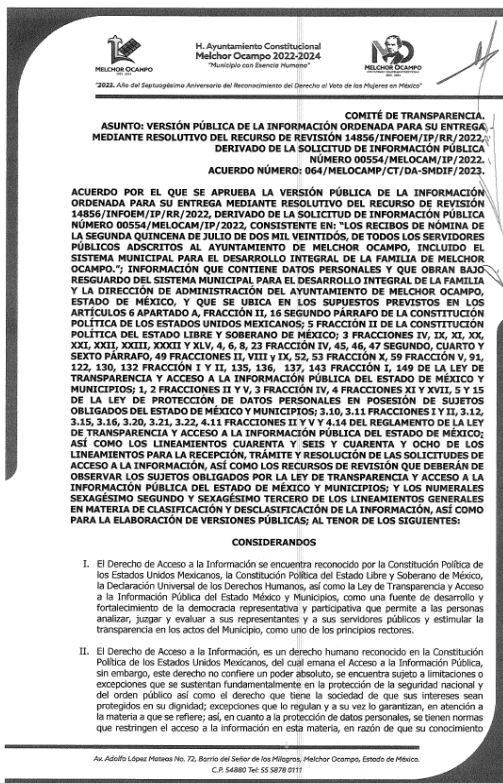 H. Ayuntamiento Constitucional
Melchor Ocampo 2022-2024
"Municipio con Esencia Humana"
MELCHOR OCAMPO
MELCHOR OCAMPO
"2023. Año del Septuagésimo Aniversario del Reconocimiento del Derecho al Voto de las Mujeres en México"
COMITÉ DE TRANSPARENCIA.
ASUNTO: VERSIÓN PÚBLICA DE LA INFORMACIÓN ORDENADA PARA SU ENTREGA
MEDIANTE RESOLUTIVO DEL RECURSO DE REVISIÓN 14856/INFOEM/IP/RR/2022,
DERIVADO DE LA SOLICITUD DE INFORMACIÓN PÚBLICA
NÚMERO 00554/MELOCAM/IP/2022.
ACUERDO NÚMERO: 064/MELOCAMP/CT/DA-SMDIF/2023.
ACUERDO POR EL QUE SE APRUEBA LA VERSIÓN PÚBLICA DE LA INFORMACIÓN
ORDENADA PARA SU ENTREGA MEDIANTE RESOLUTIVO DEL RECURSO DE REVISIÓN
14856/INFOEM/IP/RR/2022, DERIVADO DE LA SOLICITUD DE INFORMACIÓN PÚBLICA
NÚMERO 00554/MELOCAM/IP/2022, CONSISTENTE EN: "LOS RECIBOS DE NÓMINA DE
LA SEGUNDA QUINCENA DE JULIO DE DOS MIL VEINTIDÓS, DE TODOS LOS SERVIDORES
PÚBLICOS ADSCRITOS AL AYUNTAMIENTO DE MELCHOR OCAMPO, INCLUIDO EL
SISTEMA MUNICIPAL PARA EL DESARROLLO INTEGRAL DE LA FAMILIA DE MELCHOR
OCAMPO."; INFORMACIÓN QUE CONTIENE DATOS PERSONALES Y QUE OBRAN BAJO
RESGUARDO DEL SISTEMA MUNICIPAL PARA EL DESARROLLO INTEGRAL DE LA FAMILIA
Y LA DIRECCIÓN DE ADMINISTRACIÓN DEL AYUNTAMIENTO DE MELCHOR OCAMPO,
ESTADO DE MÉXICO, Y QUE SE UBICA EN LOS SUPUESTOS PREVISTOS EN LOS
ARTÍCULOS 6 APARTADO A, FRACCIÓN II, 16 SEGUNDO PÁRRAFO DE LA CONSTITUCIÓN
POLÍTICA DE LOS ESTADOS UNIDOS MEXICANOS; 5 FRACCIÓN II DE LA CONSTITUCIÓN
POLÍTICA DEL ESTADO LIBRE Y SOBERANO DE MÉXICO; 3 FRACCIONES IV, IX, XI, XX,
XXI, XXII, XXIII, XXXII Y XLV, 4, 6, 8, 23 FRACCIÓN IV, 45, 46, 47 SEGUNDO, CUARTO Y
SEXTO PÁRRAFO, 49 FRACCIONES II, VIII y IX, 52, 53 FRACCIÓN X, 59 FRACCIÓN V, 91,
122, 130, 132 FRACCIÓN I Y II, 135, 136, 137, 143 FRACCIÓN I, 149 DE LA LEY DE
TRANSPARENCIA Y ACCESO A LA INFORMACIÓN PÚBLICA DEL ESTADO DE MÉXICO Y
MUNICIPIOS; 1, 2 FRACCIONES II Y V, 3 FRACCIÓN IV, 4 FRACCIONES XI Y XVII, 5 Y 15
DE LA LEY DE PROTECCIÓN DE DATOS PERSONALES EN POSESIÓN DE SUJETOS
OBLIGADOS DEL ESTADO DE MÉXICO Y MUNICIPIOS; 3.10, 3.11 FRACCIONES I Y II, 3.12,
3.15, 3.16, 3.20, 3.21, 3.22, 4.11 FRACCIONES II Y V Y 4.14 DEL REGLAMENTO DE LA LEY
DE TRANSPARENCIA Y ACCESO A LA INFORMACIÓN PÚBLICA DEL ESTADO DE MÉXICO;
ASÍ COMO LOS LINEAMIENTOS CUARENTA Y SEIS Y CUARENTA Y OCHO DE LOS
LINEAMIENTOS PARA LA RECEPCIÓN, TRÁMITE Y RESOLUCIÓN DE LAS SOLICITUDES DE
ACCESO A LA INFORMACIÓN, ASÍ COMO LOS RECURSOS DE REVISIÓN QUE DEBERÁN DE
OBSERVAR LOS SUJETOS OBLIGADOS POR LA LEY DE TRANSPARENCIA Y ACCESO A LA
INFORMACIÓN PÚBLICA DEL ESTADO DE MÉXICO Y MUNICIPIOS; Y LOS NUMERALES
SEXAGÉSIMO SEGUNDO Y SEXAGÉSIMO TERCERO DE LOS LINEAMIENTOS GENERALES
EN MATERIA DE CLASIFICACIÓN Y DESCLASIFICACIÓN DE LA INFORMACIÓN, ASÍ COMO
PARA LA ELABORACIÓN DE VERSIONES PÚBLICAS; AL TENOR DE LOS SIGUIENTES:
CONSIDERANDOS
I. El Derecho de Acceso a la Información se encuentra reconocido por la Constitución Política de
los Estados Unidos Mexicanos, la Constitución Política del Estado Libre y Soberano de México,
la Declaración Universal de los Derechos Humanos, así como la Ley de Transparencia y Acceso
a la Información Pública del Estado México y Municipios, como una fuente de desarrollo y
fortalecimiento de la democracia representativa y participativa que permite a las personas
analizar, juzgar y evaluar a sus representantes y a sus servidores públicos y estimular la
transparencia en los actos del Municipio, como uno de los principios rectores.
II. El Derecho de Acceso a la Información, es un derecho humano reconocido en la Constitución
Política de los Estados Unidos Mexicanos, del cual emana el Acceso a la Información Pública,
sin embargo, este derecho no confiere un poder absoluto, se encuentra sujeto a limitaciones o
excepciones que se sustentan fundamentalmente en la protección de la seguridad nacional y
del orden público así como el derecho que tiene la sociedad de que sus intereses sean
protegidos en su dignidad; excepciones que lo regulan y a su vez lo garantizan, en atención a
la materia a que se refiere; así, en cuanto a la protección de datos personales, se tienen normas
que restringen el acceso a la información en esta materia, en razón de que su conocimiento
Av. Adolfo López Mateos No. 72, Barrio del Señor de los Milagros, Melchor Ocampo, Estado de México.
C.P. 54880 Tel: 55 5878 0111